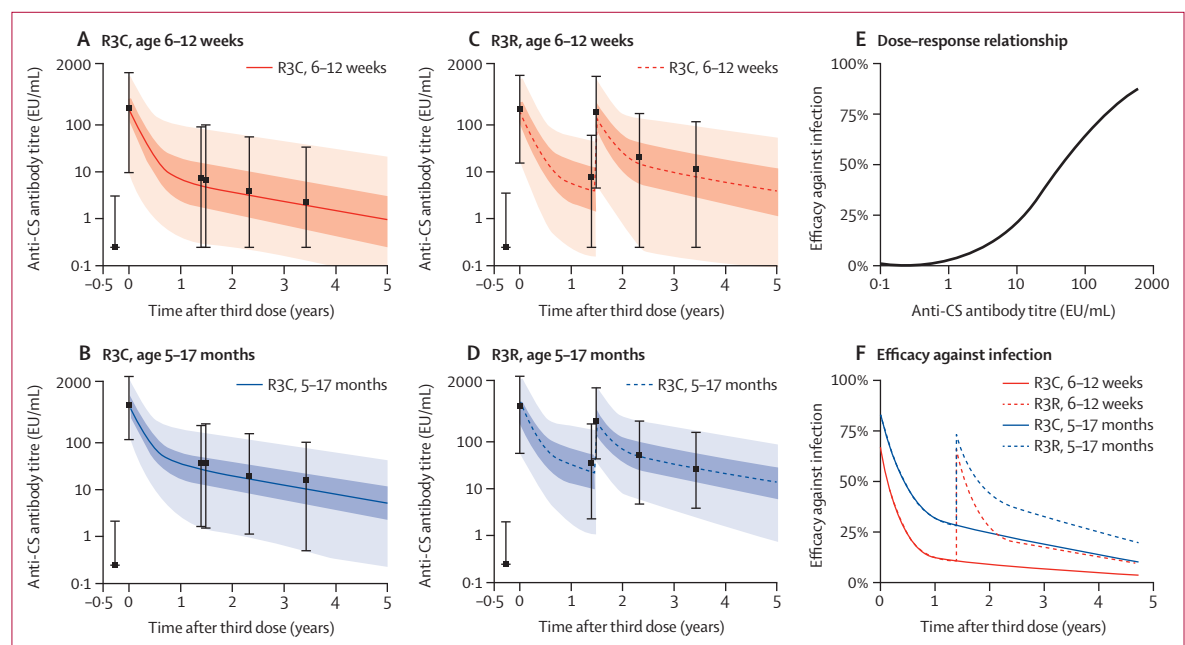 A R3C, age 6–12 weeks
2000
100
10
1
0·1
Anti-CS antibody titre (EU/mL)
R3C, 6–12 weeks
–0·5 0 1 2 3 4 5
Time after third dose (years)
C R3R, age 6–12 weeks
2000
100
10
1
0·1
Anti-CS antibody titre (EU/mL)
R3C, 6–12 weeks
–0·5 0 1 2 3 4 5
Time after third dose (years)
E Dose–response relationship
100%
75%
50%
25%
0%
Efficacy against infection
0·1 1 10 100 2000
Anti-CS antibody titre (EU/mL)
B R3C, age 5–17 months
2000
100
10
1
0·1
Anti-CS antibody titre (EU/mL)
R3C, 5–17 months
–0·5 0 1 2 3 4 5
Time after third dose (years)
D R3R, age 5–17 months
2000
100
10
1
0·1
Anti-CS antibody titre (EU/mL)
R3C, 5–17 months
–0·5 0 1 2 3 4 5
Time after third dose (years)
F Efficacy against infection
100%
75%
50%
25%
0%
Efficacy against infection
R3C, 6–12 weeks
R3R, 6–12 weeks
R3C, 5–17 months
R3R, 5–17 months
0 1 2 3 4 5
Time after third dose (years)